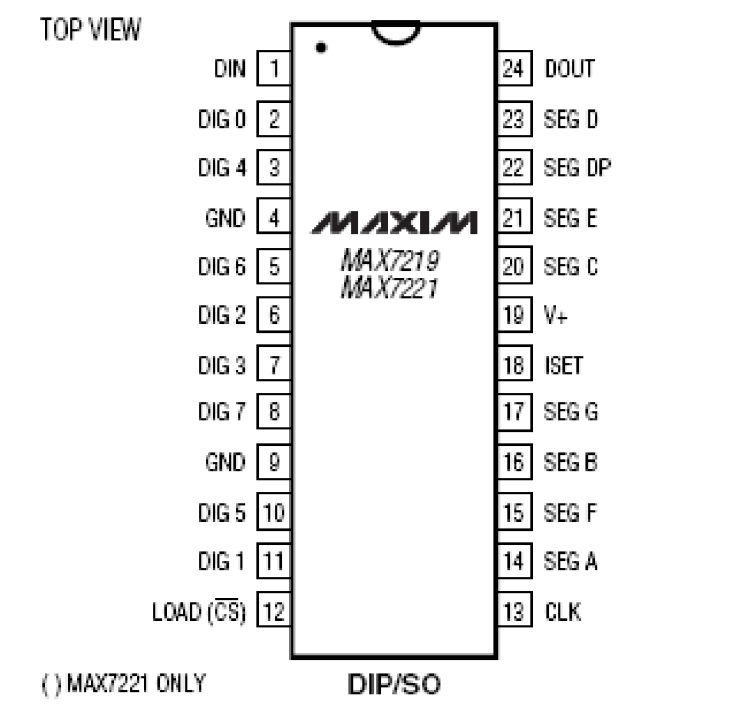 TOP VIEW
DIN 1 24 DOUT
DIG 0 2 23 SEG D
DIG 4 3 22 SEG DP
GND 4 MAXIM 21 SEG E
DIG 6 5 MAX7219 20 SEG C
MAX7221
DIG 2 6 19 V+
DIG 3 7 18 ISET
DIG 7 8 17 SEG G
GND 9 16 SEG B
DIG 5 10 15 SEG F
DIG 1 11 14 SEG A
LOAD (C̅S̅) 12 13 CLK
( ) MAX7221 ONLY DIP/SO